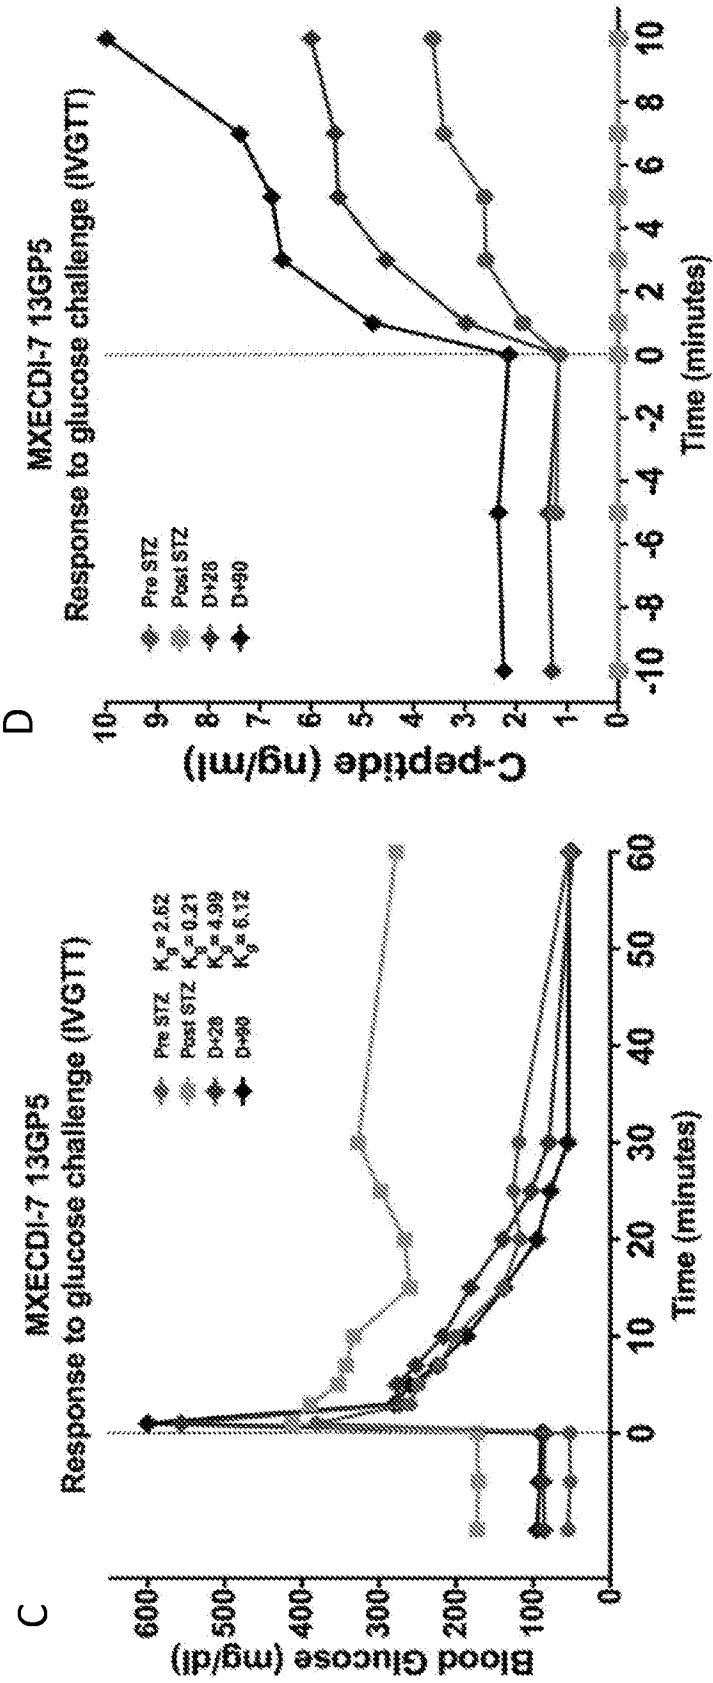 C
MXECDI-7 13GP5
Response to glucose challenge (IVGTT)
Pre STZ Kg= 2.62
Post STZ Kg= 0.21
D+28 Kg= 4.99
D+90 Kg= 6.12
Blood Glucose (mg/dl)
600
500
400
300
200
100
0
0 10 20 30 40 50 60
Time (minutes)
D
MXECDI-7 13GP5
Response to glucose challenge (IVGTT)
Pre STZ
Post STZ
D+28
D+90
C-peptide (ng/ml)
10
9
8
7
6
5
4
3
2
1
0
-10 -8 -6 -4 -2 0 2 4 6 8 10
Time (minutes)